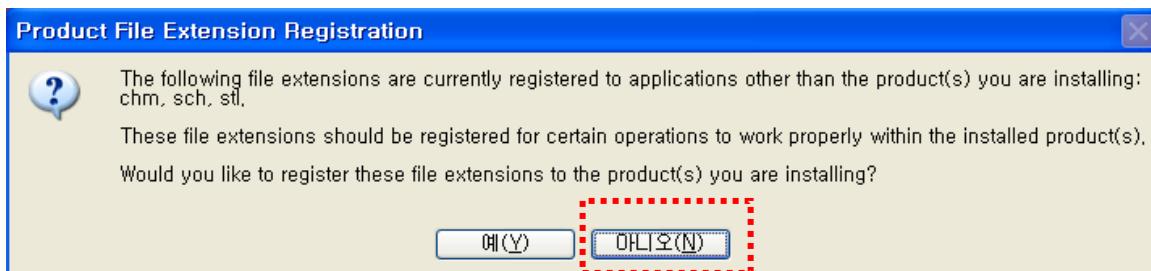 Product File Extension Registration
The following file extensions are currently registered to applications other than the product(s) you are installing:
chm, sch, stl,
These file extensions should be registered for certain operations to work properly within the installed product(s),
Would you like to register these file extensions to the product(s) you are installing?
예(Y) 아니오(N)